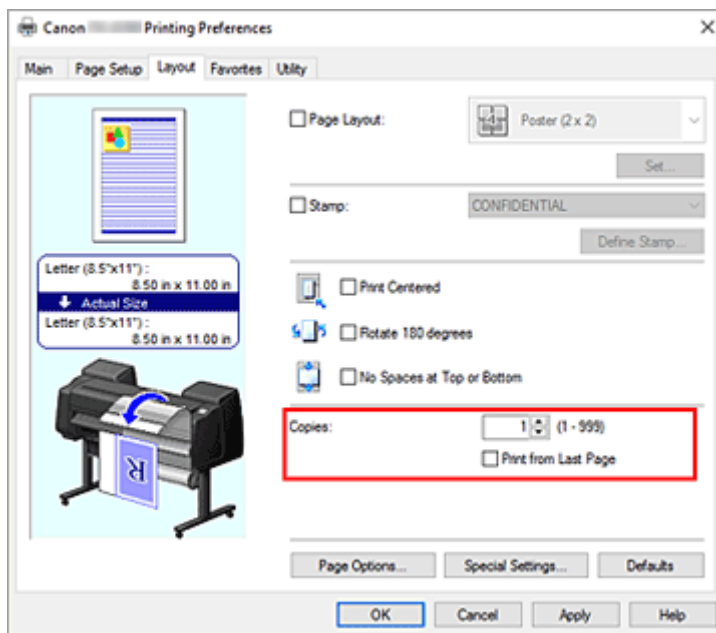 Canon Printing Preferences
Main Page Setup Layout Favorites Utility
Page Layout: Poster (2 x 2)
Set...
Stamp: CONFIDENTIAL
Define Stamp...
Letter (8.5"x11") :
8.50 in x 11.00 in
Actual Size
Letter (8.5"x11") :
8.50 in x 11.00 in
Print Centered
Rotate 180 degrees
No Spaces at Top or Bottom
R
Copies: 1 (1 - 999)
Print from Last Page
Page Options... Special Settings... Defaults
OK Cancel Apply Help